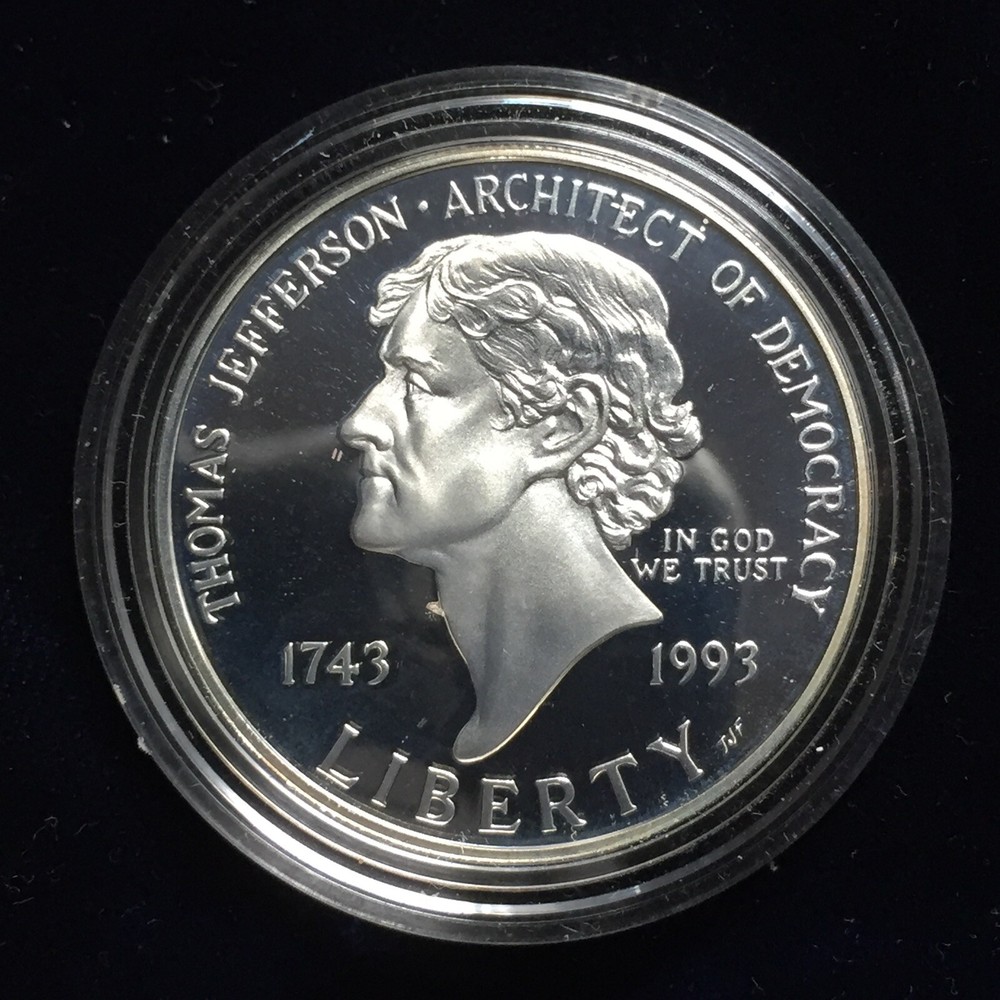 THOMAS JEFFERSON · ARCHITECT OF DEMOCRACY
IN GOD
WE TRUST
1743 1993
LIBERTY
TJF